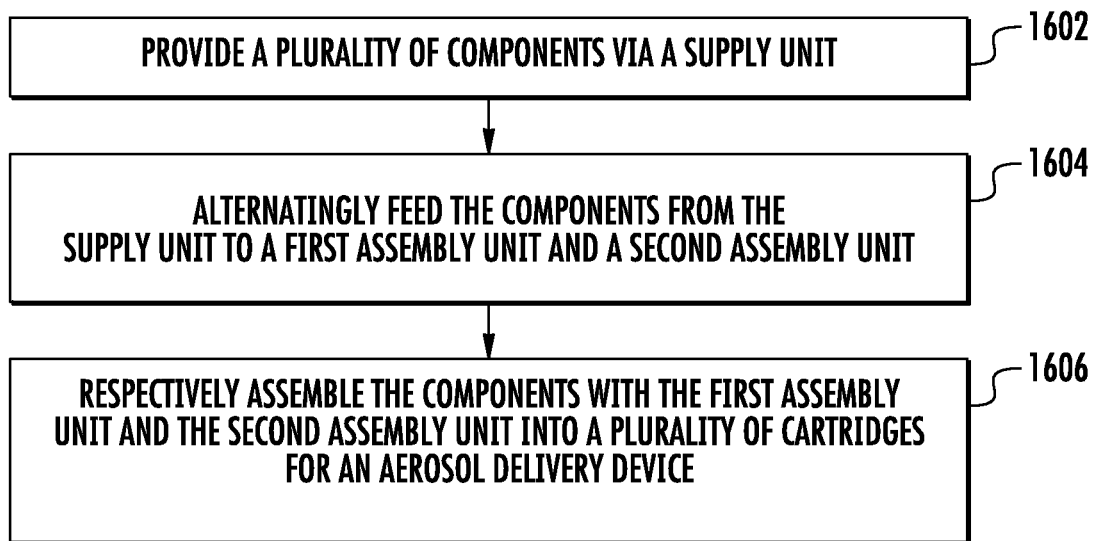 PROVIDE A PLURALITY OF COMPONENTS VIA A SUPPLY UNIT
1602
ALTERNATINGLY FEED THE COMPONENTS FROM THE
SUPPLY UNIT TO A FIRST ASSEMBLY UNIT AND A SECOND ASSEMBLY UNIT
1604
RESPECTIVELY ASSEMBLE THE COMPONENTS WITH THE FIRST ASSEMBLY
UNIT AND THE SECOND ASSEMBLY UNIT INTO A PLURALITY OF CARTRIDGES
FOR AN AEROSOL DELIVERY DEVICE
1606